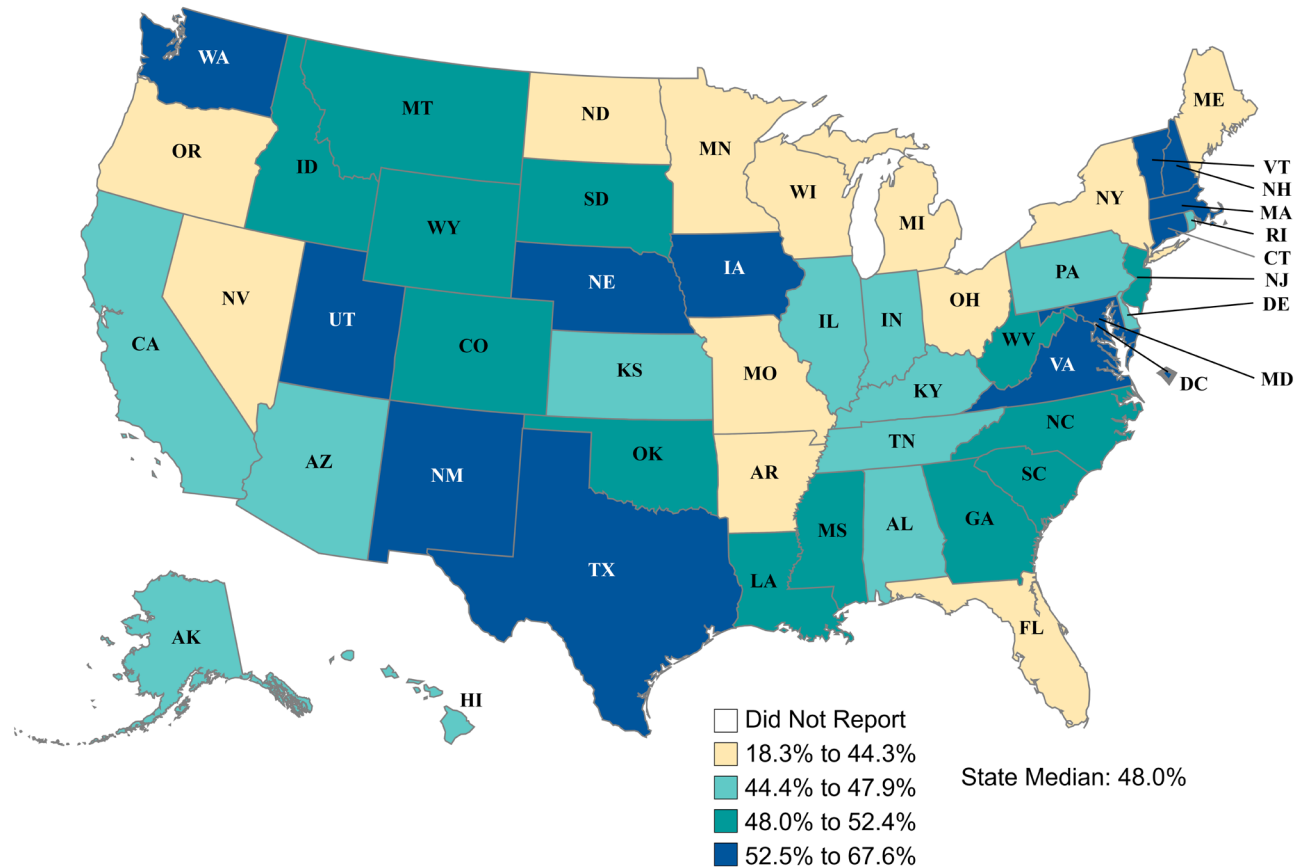 WA
MT
ND
MN
ME
OR
ID
SD
WI
MI
NY
VT
NH
MA
RI
CT
NJ
DE
MD
DC
WY
NV
UT
CO
NE
IA
IL
IN
OH
PA
WV
VA
CA
KS
MO
KY
AZ
NM
OK
AR
TN
NC
SC
TX
LA
MS
AL
GA
FL
AK
HI
Did Not Report
18.3% to 44.3%
44.4% to 47.9%
48.0% to 52.4%
52.5% to 67.6%
State Median: 48.0%